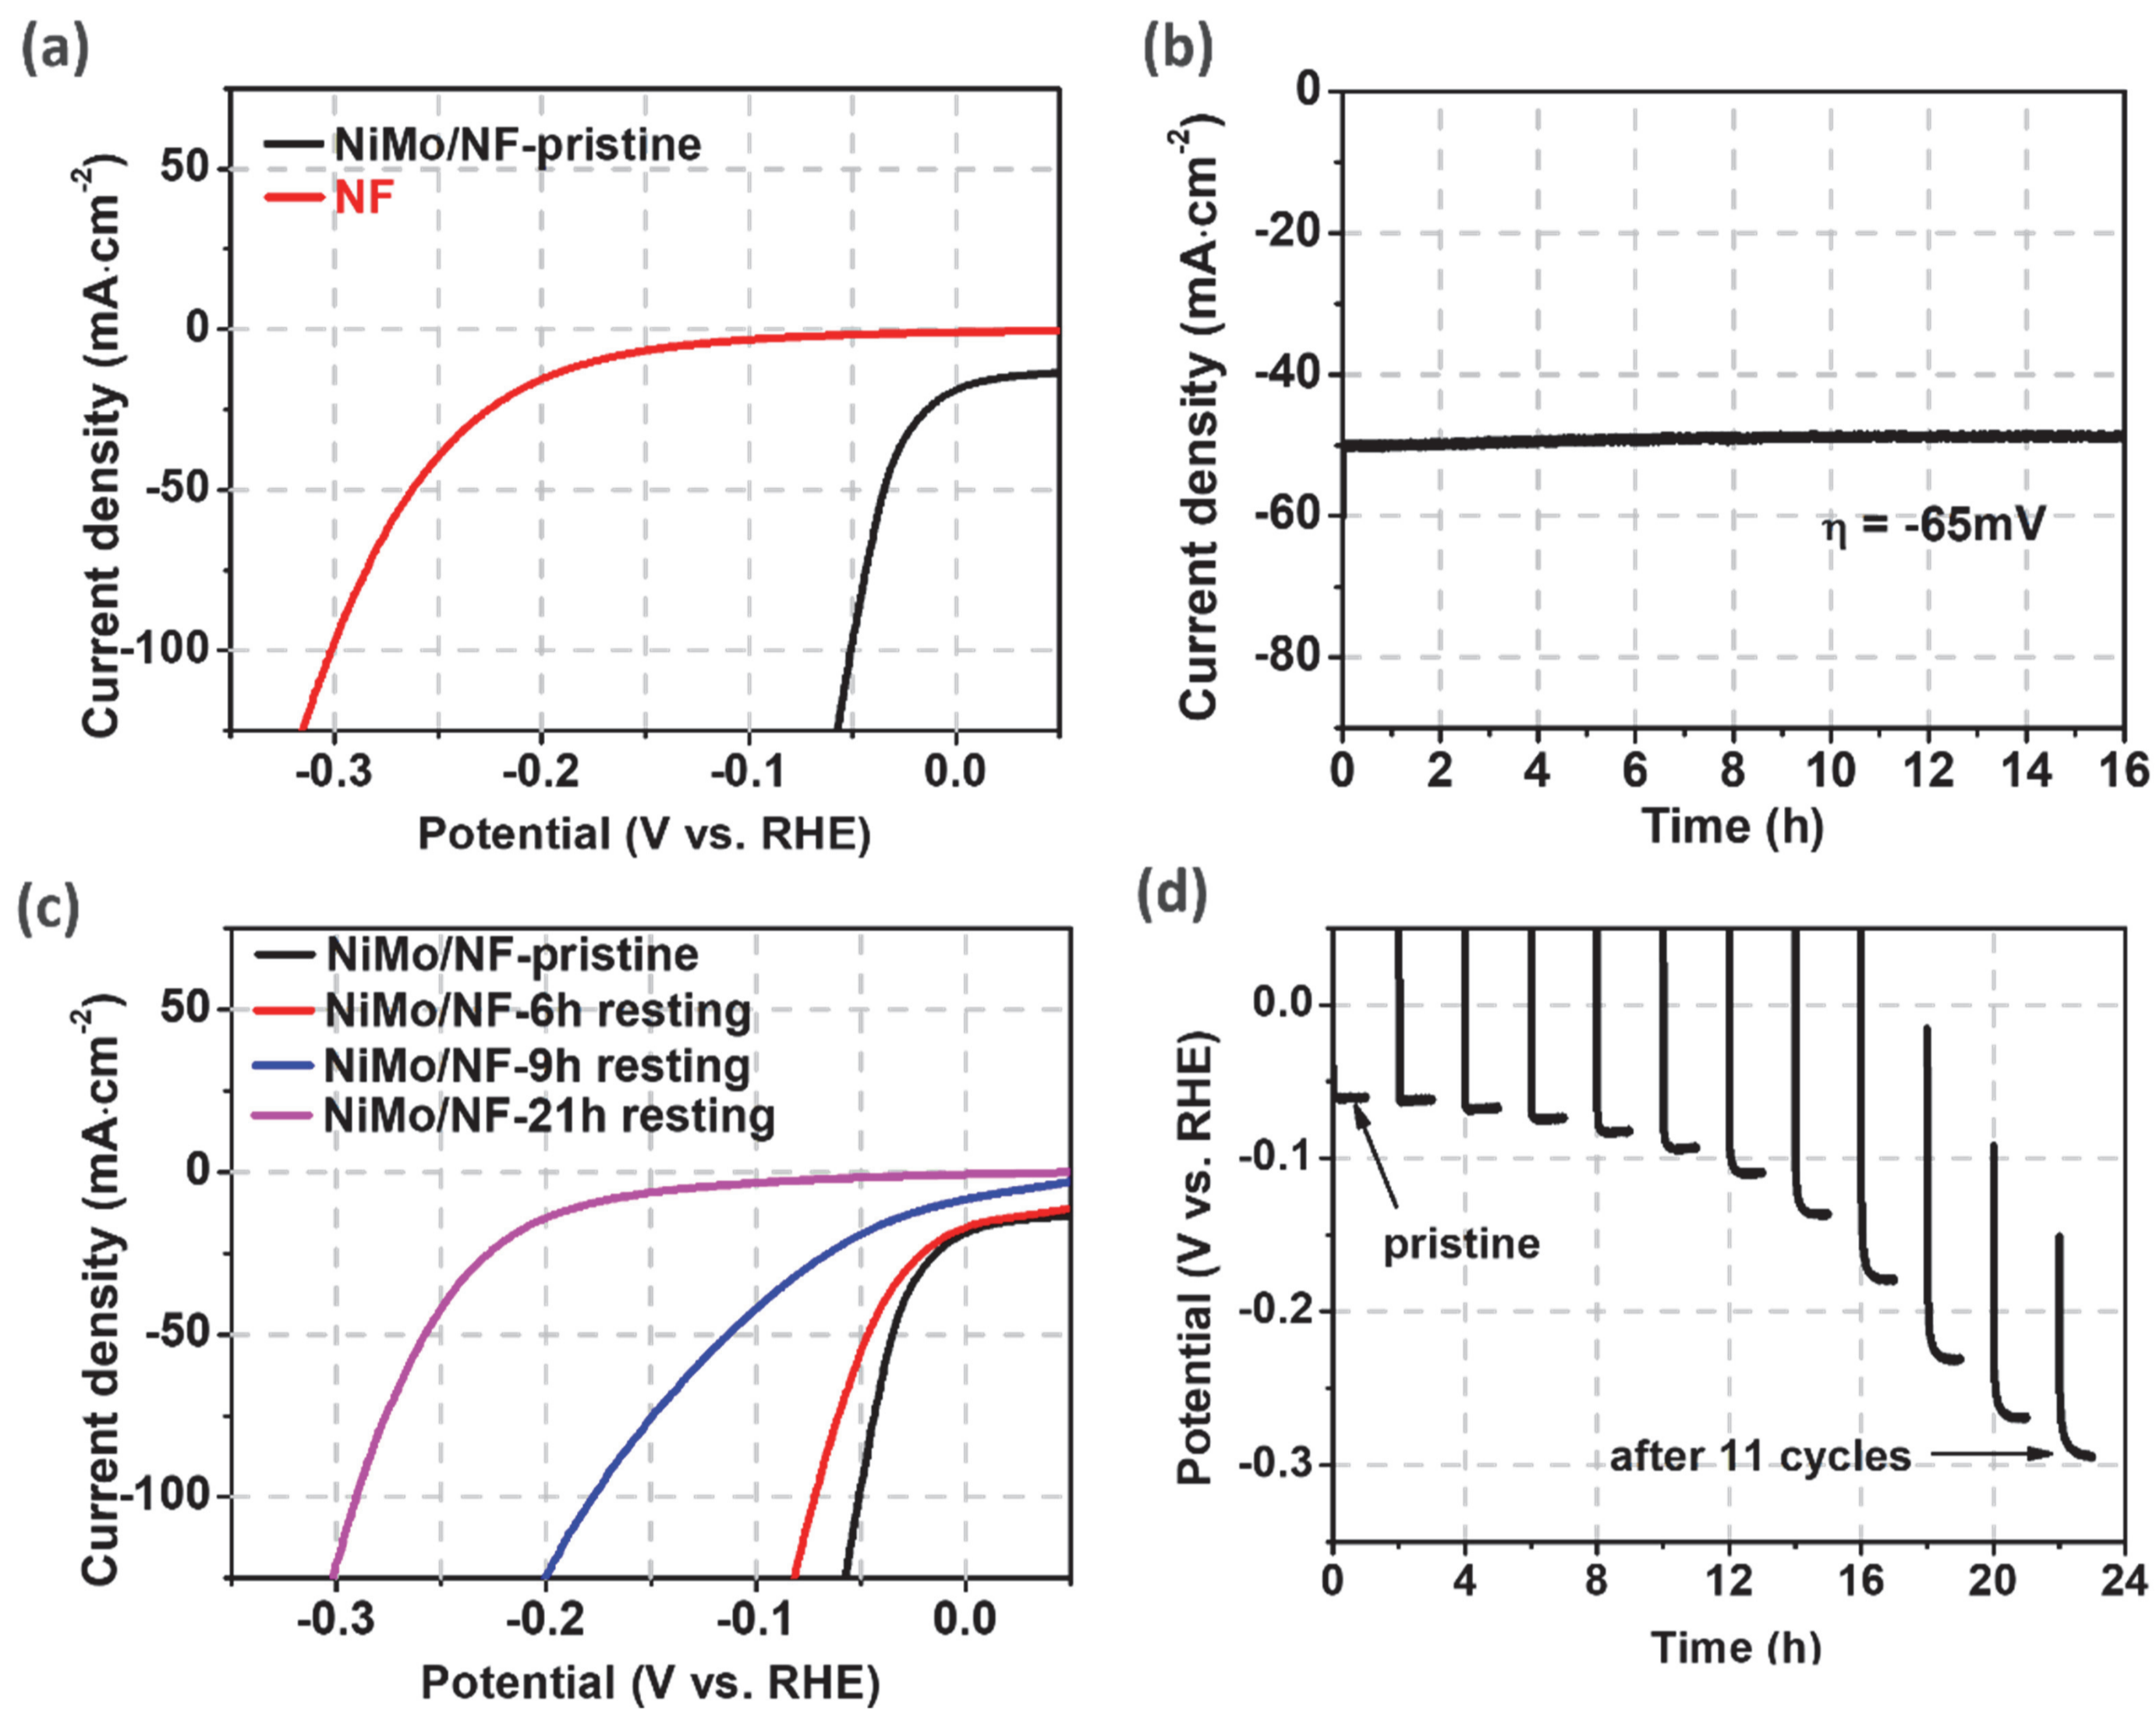 (a)
NiMo/NF-pristine
NF
50
0
-50
-100
Current density (mA·cm-2)
-0.3 -0.2 -0.1 0.0
Potential (V vs. RHE)
(b)
0
-20
-40
-60
-80
Current density (mA·cm-2)
η = -65mV
0 2 4 6 8 10 12 14 16
Time (h)
(c)
NiMo/NF-pristine
NiMo/NF-6h resting
NiMo/NF-9h resting
NiMo/NF-21h resting
50
0
-50
-100
Current density (mA·cm-2)
-0.3 -0.2 -0.1 0.0
Potential (V vs. RHE)
(d)
0.0
-0.1
-0.2
-0.3
Potential (V vs. RHE)
pristine
after 11 cycles
0 4 8 12 16 20 24
Time (h)